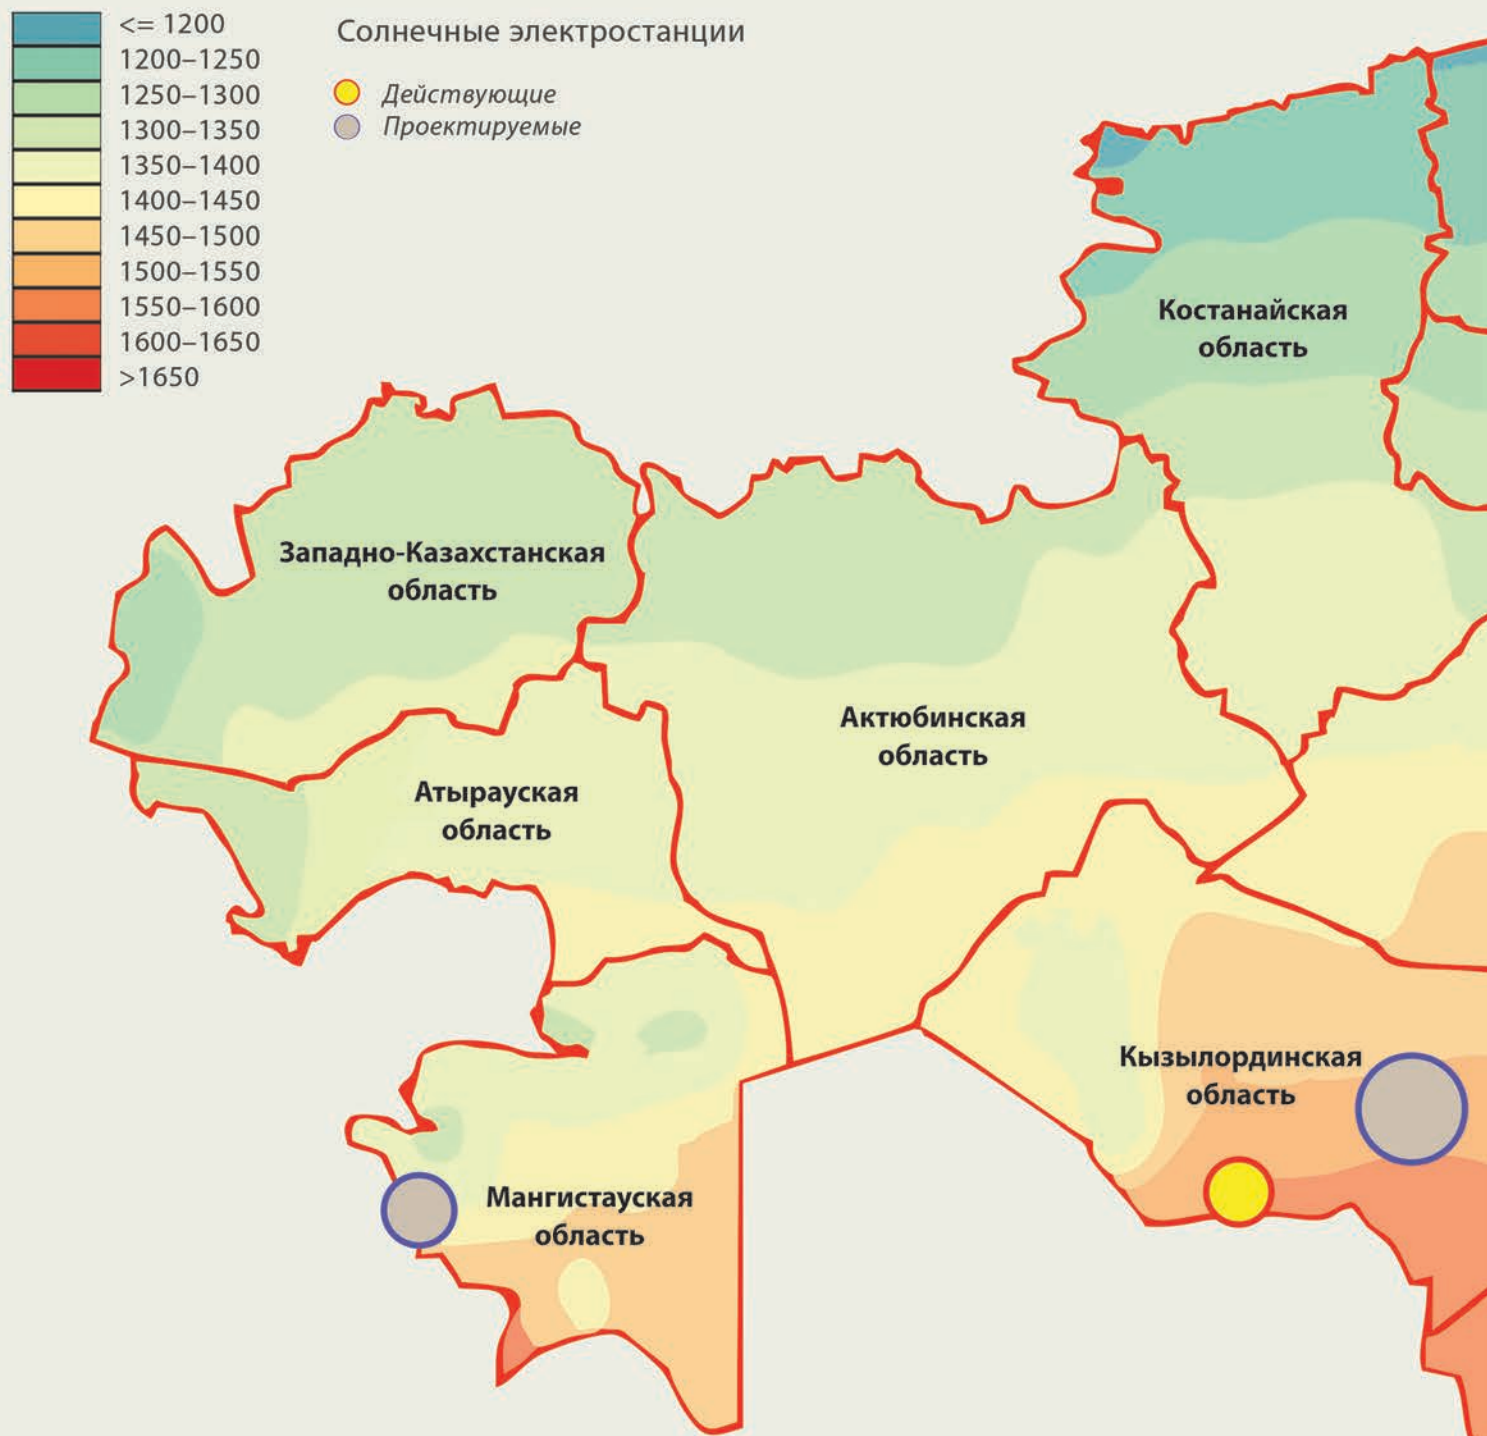 <= 1200
1200–1250
1250–1300
1300–1350
1350–1400
1400–1450
1450–1500
1500–1550
1550–1600
1600–1650
>1650
Солнечные электростанции
Действующие
Проектируемые
Костанайская
область
Западно-Казахстанская
область
Актюбинская
область
Атырауская
область
Кызылординская
область
Мангистауская
область